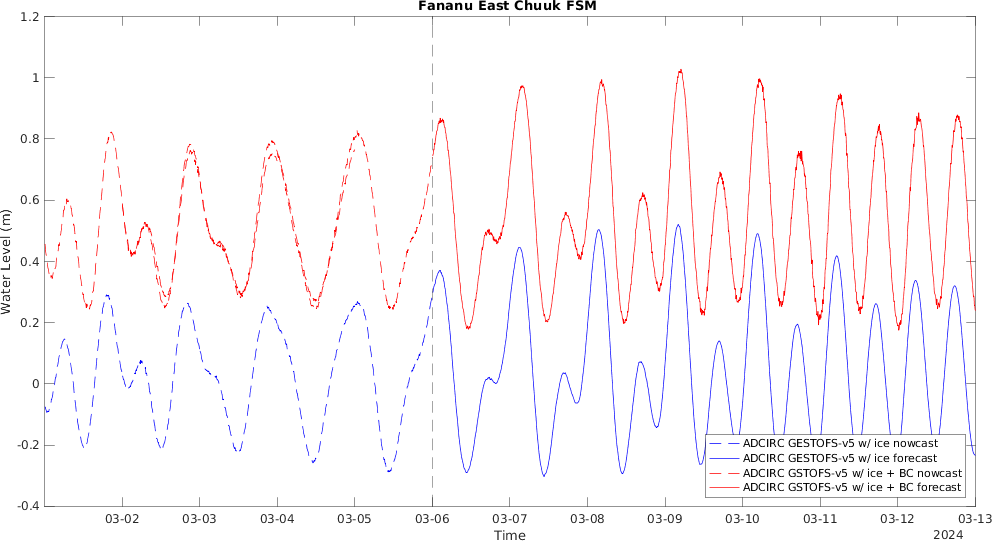 Fananu East Chuuk FSM
1.2
1
0.8
0.6
0.4
0.2
0
-0.2
-0.4
Water Level (m)
ADCIRC GESTOFS-v5 w/ ice nowcast
ADCIRC GESTOFS-v5 w/ ice forecast
ADCIRC GSTOFS-v5 w/ ice + BC nowcast
ADCIRC GSTOFS-v5 w/ ice + BC forecast
03-02 03-03 03-04 03-05 03-06 03-07 03-08 03-09 03-10 03-11 03-12 03-13
Time
2024